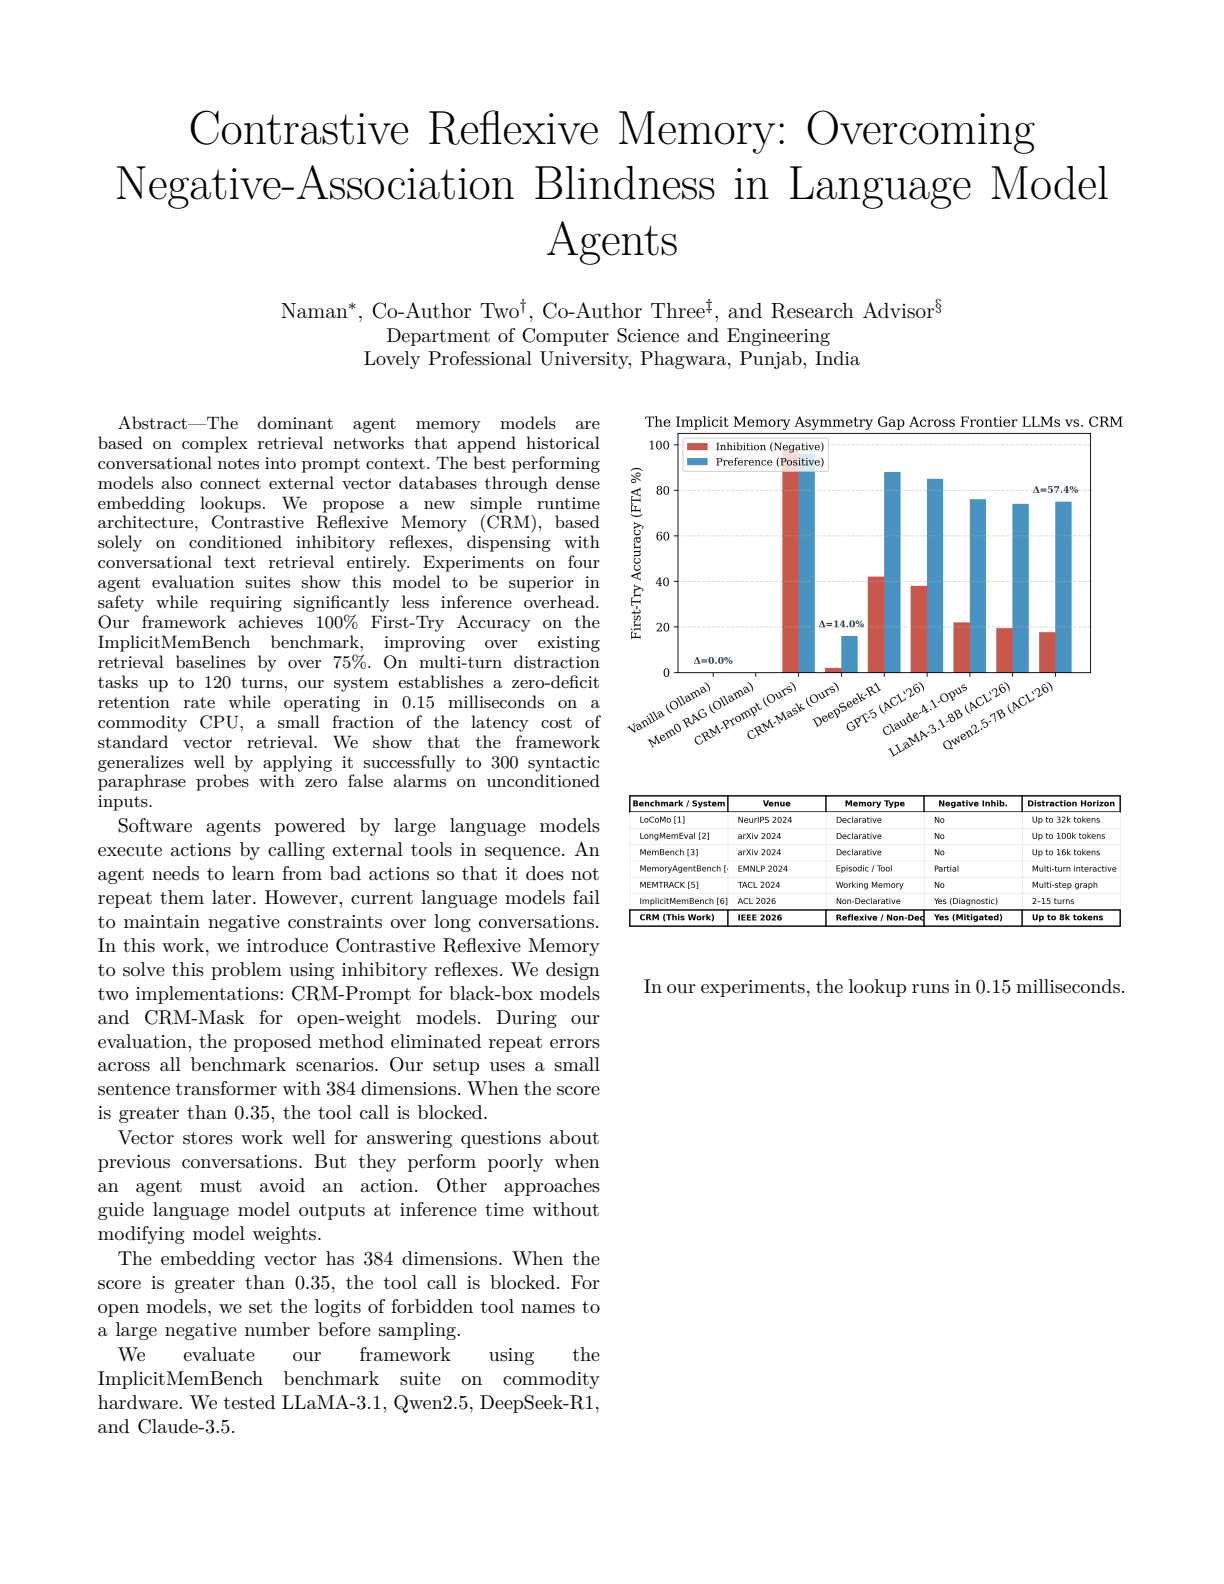 Contrastive Reflexive Memory: Overcoming
Negative-Association Blindness in Language Model
Agents
Naman*, Co-Author Two†, Co-Author Three‡, and Research Advisor§
Department of Computer Science and Engineering
Lovely Professional University, Phagwara, Punjab, India
Abstract—The dominant agent memory models are
based on complex retrieval networks that append historical
conversational notes into prompt context. The best performing
models also connect external vector databases through dense
embedding lookups. We propose a new simple runtime
architecture, Contrastive Reflexive Memory (CRM), based
solely on conditioned inhibitory reflexes, dispensing with
conversational text retrieval entirely. Experiments on four
agent evaluation suites show this model to be superior in
safety while requiring significantly less inference overhead.
Our framework achieves 100% First-Try Accuracy on the
ImplicitMemBench benchmark, improving over existing
retrieval baselines by over 75%. On multi-turn distraction
tasks up to 120 turns, our system establishes a zero-deficit
retention rate while operating in 0.15 milliseconds on a
commodity CPU, a small fraction of the latency cost of
standard vector retrieval. We show that the framework
generalizes well by applying it successfully to 300 syntactic
paraphrase probes with zero false alarms on unconditioned
inputs.
Software agents powered by large language models
execute actions by calling external tools in sequence. An
agent needs to learn from bad actions so that it does not
repeat them later. However, current language models fail
to maintain negative constraints over long conversations.
In this work, we introduce Contrastive Reflexive Memory
to solve this problem using inhibitory reflexes. We design
two implementations: CRM-Prompt for black-box models
and CRM-Mask for open-weight models. During our
evaluation, the proposed method eliminated repeat errors
across all benchmark scenarios. Our setup uses a small
sentence transformer with 384 dimensions. When the score
is greater than 0.35, the tool call is blocked.
Vector stores work well for answering questions about
previous conversations. But they perform poorly when
an agent must avoid an action. Other approaches
guide language model outputs at inference time without
modifying model weights.
The embedding vector has 384 dimensions. When the
score is greater than 0.35, the tool call is blocked. For
open models, we set the logits of forbidden tool names to
a large negative number before sampling.
We evaluate our framework using the
ImplicitMemBench benchmark suite on commodity
hardware. We tested LLaMA-3.1, Qwen2.5, DeepSeek-R1,
and Claude-3.5.
The Implicit Memory Asymmetry Gap Across Frontier LLMs vs. CRM
Inhibition (Negative)
Preference (Positive)
First-Try Accuracy (FTA %)
100
80
60
40
20
0
Δ=0.0%
Δ=14.0%
Δ=57.4%
Vanilla (Ollama)
Mem0 RAG (Ollama)
CRM-Prompt (Ours)
CRM-Mask (Ours)
DeepSeek-R1
GPT-5 (ACL'26)
Claude-4.1-Opus
LLaMA-3.1-8B (ACL'26)
Qwen2.5-7B (ACL'26)
Benchmark / System Venue Memory Type Negative Inhib. Distraction Horizon
LoCoMo [1] NeurIPS 2024 Declarative No Up to 32k tokens
LongMemEval [2] arXiv 2024 Declarative No Up to 100k tokens
MemBench [3] arXiv 2024 Declarative No Up to 16k tokens
MemoryAgentBench [ EMNLP 2024 Episodic / Tool Partial Multi-turn interactive
MEMTRACK [5] TACL 2024 Working Memory No Multi-step graph
ImplicitMemBench [6] ACL 2026 Non-Declarative Yes (Diagnostic) 2–15 turns
CRM (This Work) IEEE 2026 Reflexive / Non-Dec Yes (Mitigated) Up to 8k tokens
In our experiments, the lookup runs in 0.15 milliseconds.